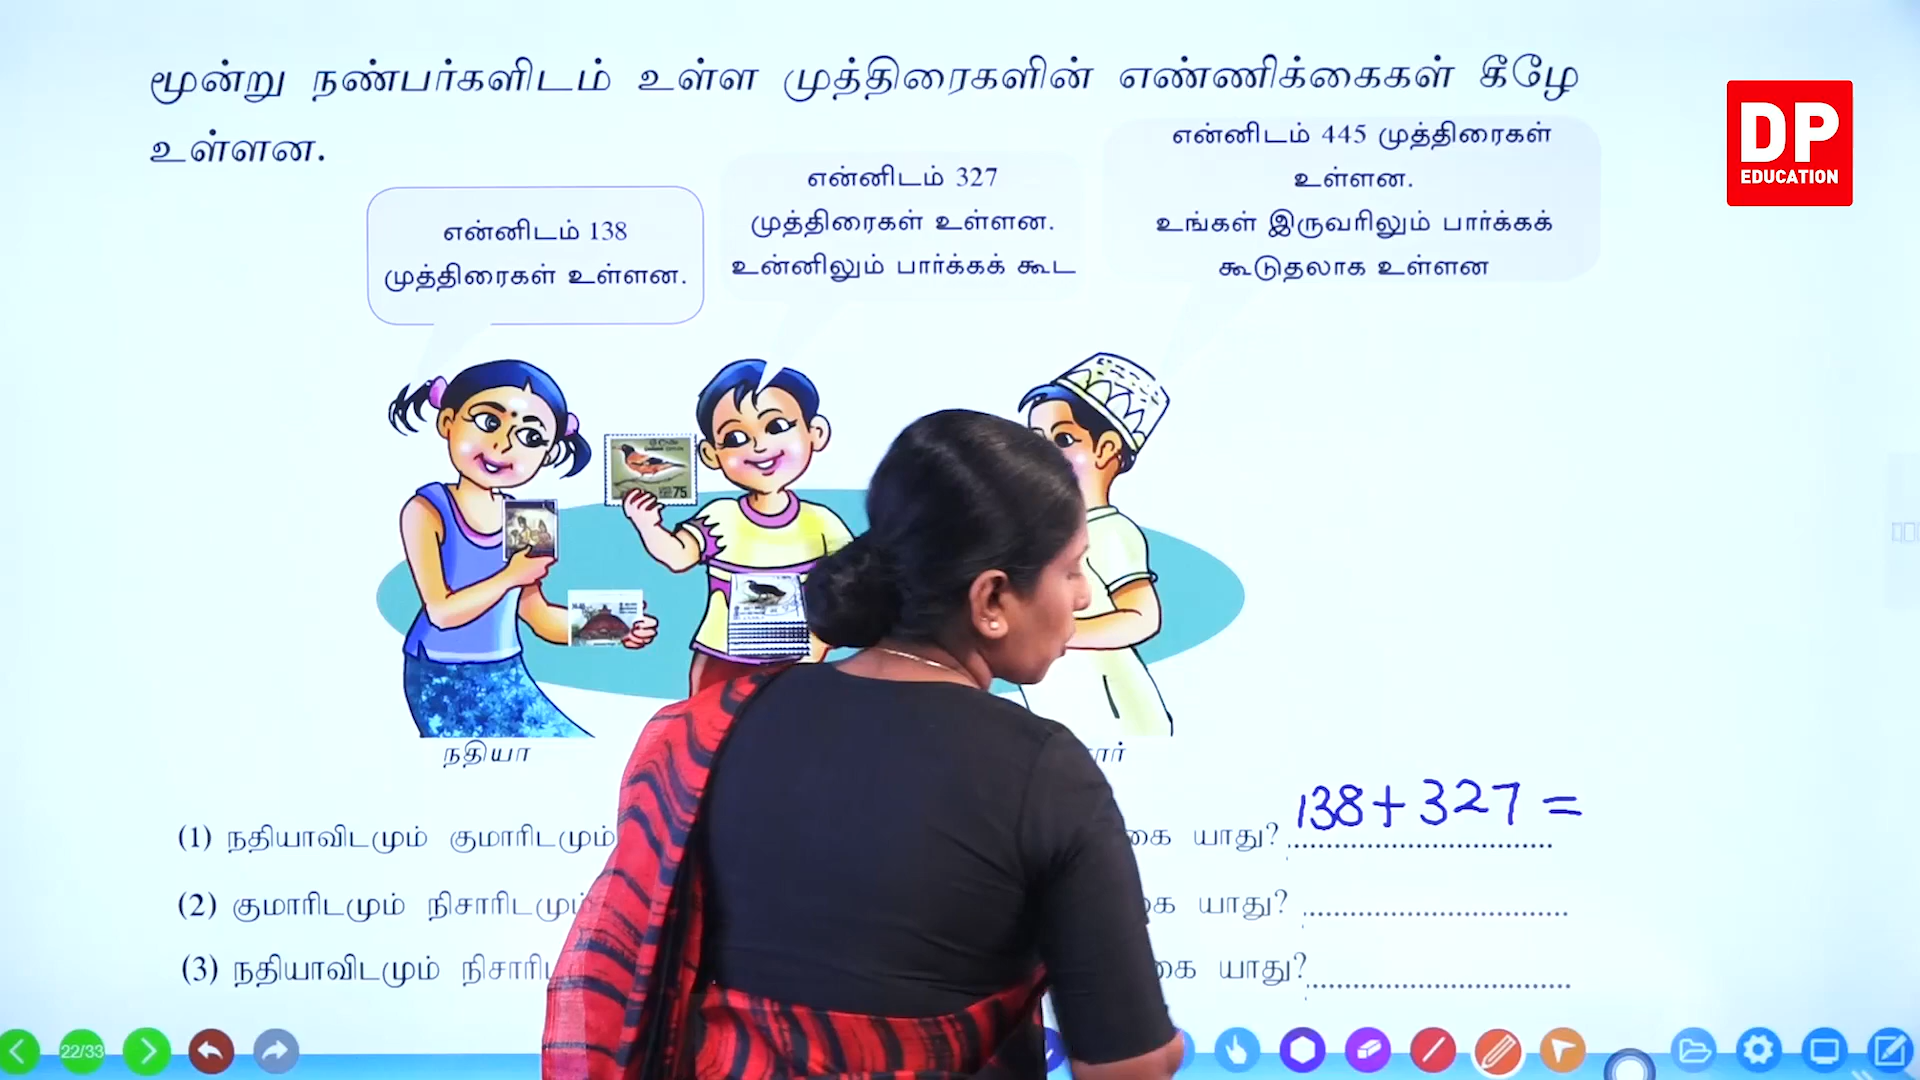 மூன்று நண்பர்களிடம் உள்ள முத்திரைகளின் எண்ணிக்கைகள் கீழே
உள்ளன.
என்னிடம் 138
முத்திரைகள் உள்ளன.
என்னிடம் 327
முத்திரைகள் உள்ளன.
உன்னிலும் பார்க்கக் கூட
என்னிடம் 445 முத்திரைகள்
உள்ளன.
உங்கள் இருவரிலும் பார்க்கக்
கூடுதலாக உள்ளன
DP
EDUCATION
75
நதியா
138+327=
(1) நதியாவிடமும் குமாரிடமும் யாது?
(2) குமாரிடமும் நிசாரிடமும் யாது?
(3) நதியாவிடமும் யாது?
22/33